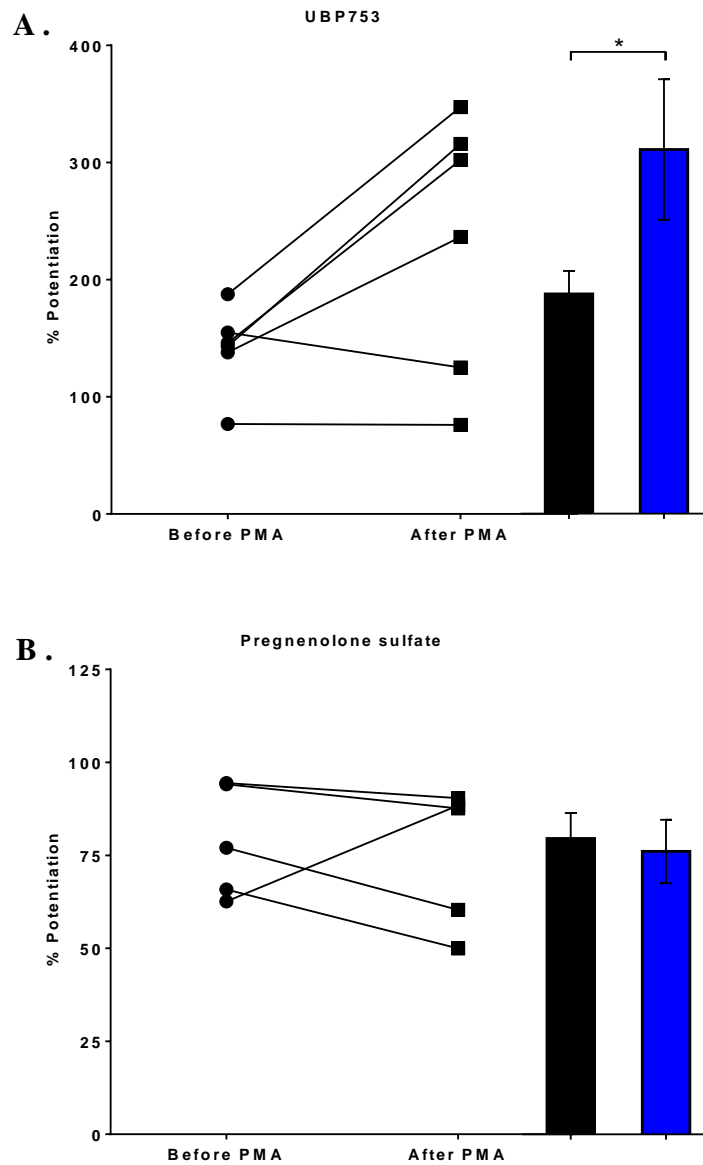 A .
UBP753
400
300
200
100
0
% Potentiation
*
Before PMA
After PMA
B .
Pregnenolone sulfate
125
100
75
50
25
0
% Potentiation
Before PMA
After PMA